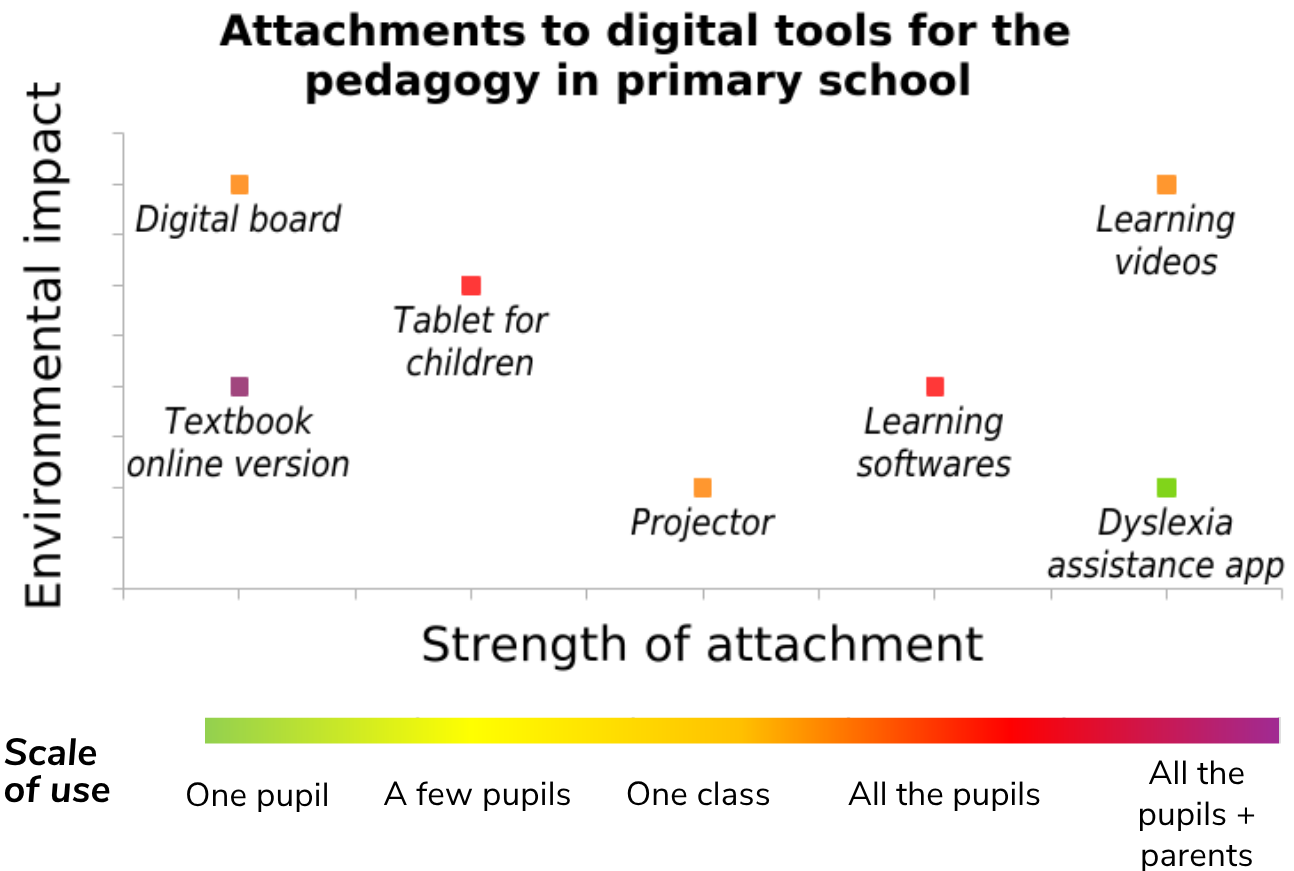 Attachments to digital tools for the
pedagogy in primary school
Environmental impact
Digital board
Learning
videos
Tablet for
children
Textbook
online version
Learning
softwares
Projector
Dyslexia
assistance app
Strength of attachment
Scale
of use
One pupil
A few pupils
One class
All the pupils
All the
pupils +
parents